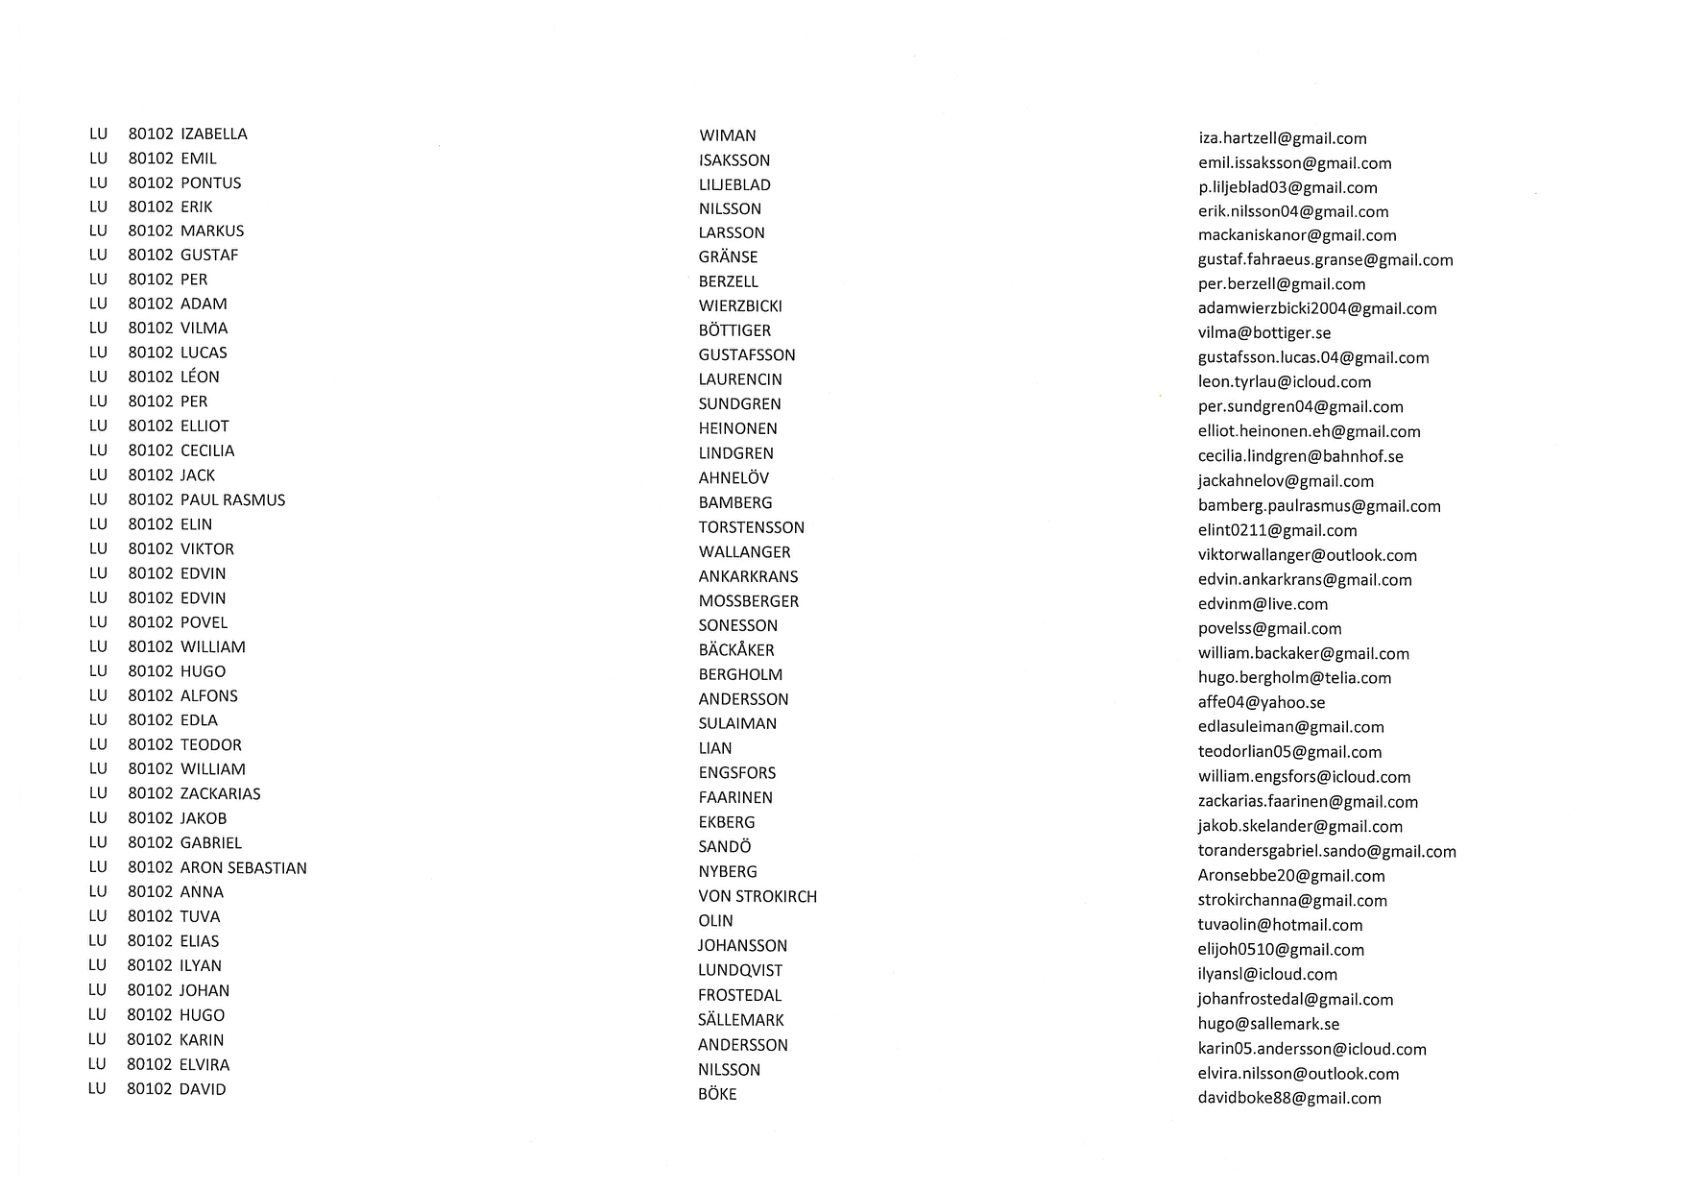 LU 80102 IZABELLA WIMAN iza.hartzell@gmail.com
LU 80102 EMIL ISAKSSON emil.issaksson@gmail.com
LU 80102 PONTUS LILJEBLAD p.liljeblad03@gmail.com
LU 80102 ERIK NILSSON erik.nilsson04@gmail.com
LU 80102 MARKUS LARSSON mackaniskanor@gmail.com
LU 80102 GUSTAF GRÄNSE gustaf.fahraeus.granse@gmail.com
LU 80102 PER BERZELL per.berzell@gmail.com
LU 80102 ADAM WIERZBICKI adamwierzbicki2004@gmail.com
LU 80102 VILMA BÖTTIGER vilma@bottiger.se
LU 80102 LUCAS GUSTAFSSON gustafsson.lucas.04@gmail.com
LU 80102 LÉON LAURENCIN leon.tyrlau@icloud.com
LU 80102 PER SUNDGREN per.sundgren04@gmail.com
LU 80102 ELLIOT HEINONEN elliot.heinonen.eh@gmail.com
LU 80102 CECILIA LINDGREN cecilia.lindgren@bahnhof.se
LU 80102 JACK AHNELÖV jackahnelov@gmail.com
LU 80102 PAUL RASMUS BAMBERG bamberg.paulrasmus@gmail.com
LU 80102 ELIN TORSTENSSON elint0211@gmail.com
LU 80102 VIKTOR WALLANGER viktorwallanger@outlook.com
LU 80102 EDVIN ANKARKRANS edvin.ankarkrans@gmail.com
LU 80102 EDVIN MOSSBERGER edvinm@live.com
LU 80102 POVEL SONESSON povelss@gmail.com
LU 80102 WILLIAM BÄCKÅKER william.backaker@gmail.com
LU 80102 HUGO BERGHOLM hugo.bergholm@telia.com
LU 80102 ALFONS ANDERSSON affe04@yahoo.se
LU 80102 EDLA SULAIMAN edlasuleiman@gmail.com
LU 80102 TEODOR LIAN teodorlian05@gmail.com
LU 80102 WILLIAM ENGSFORS william.engsfors@icloud.com
LU 80102 ZACKARIAS FAARINEN zackarias.faarinen@gmail.com
LU 80102 JAKOB EKBERG jakob.skelander@gmail.com
LU 80102 GABRIEL SANDÖ torandersgabriel.sando@gmail.com
LU 80102 ARON SEBASTIAN NYBERG Aronsebbe20@gmail.com
LU 80102 ANNA VON STROKIRCH strokirchanna@gmail.com
LU 80102 TUVA OLIN tuvaolin@hotmail.com
LU 80102 ELIAS JOHANSSON elijoh0510@gmail.com
LU 80102 ILYAN LUNDQVIST ilyansl@icloud.com
LU 80102 JOHAN FROSTEDAL johanfrostedal@gmail.com
LU 80102 HUGO SÄLLEMARK hugo@sallemark.se
LU 80102 KARIN ANDERSSON karin05.andersson@icloud.com
LU 80102 ELVIRA NILSSON elvira.nilsson@outlook.com
LU 80102 DAVID BÖKE davidboke88@gmail.com